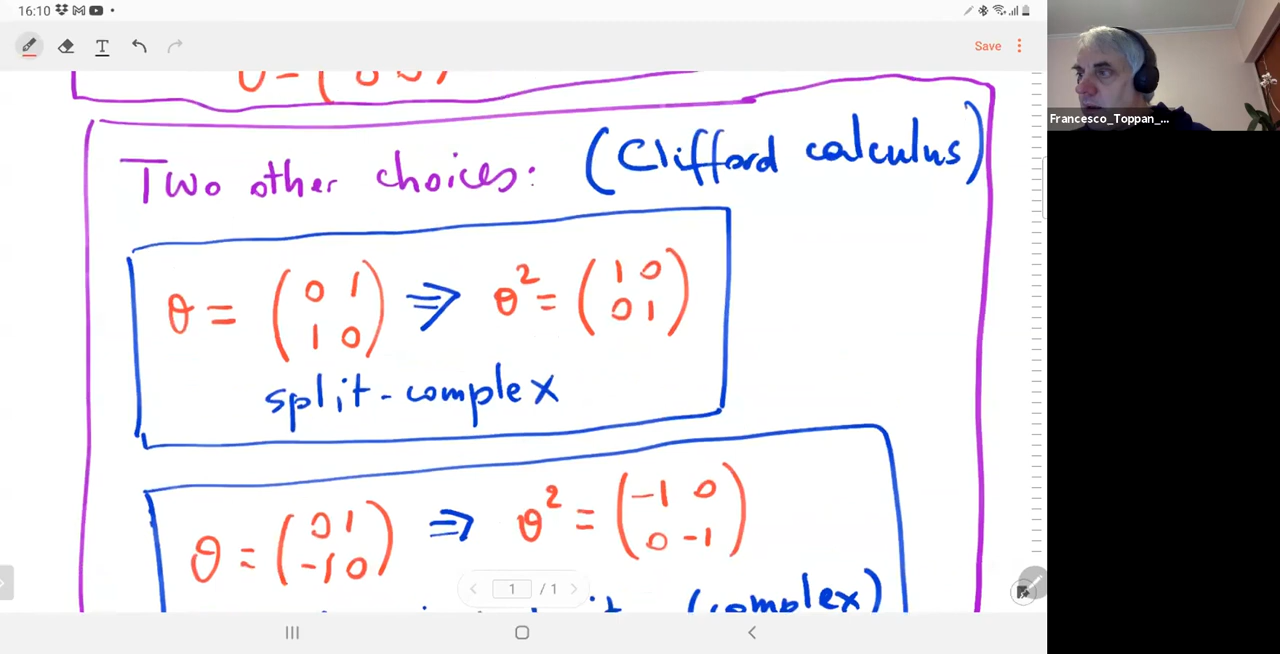 16:10
Save
Francesco_Toppan_...
Two other choices: (Clifford calculus)
θ = (0 1
1 0) ⇒ θ² = (1 0
0 1)
split-complex
θ = (0 1
-1 0) ⇒ θ² = (-1 0
0 -1)
(complex)
1 / 1